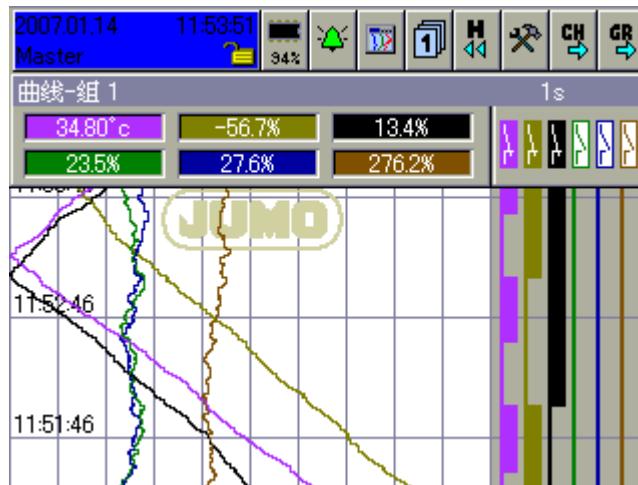 2007.01.14 11:53:51
Master
94%
1
H
CH
GR
曲线-组 1 1s
34.80°c -56.7% 13.4%
23.5% 27.6% 276.2%
JUMO
11:52:46
11:51:46